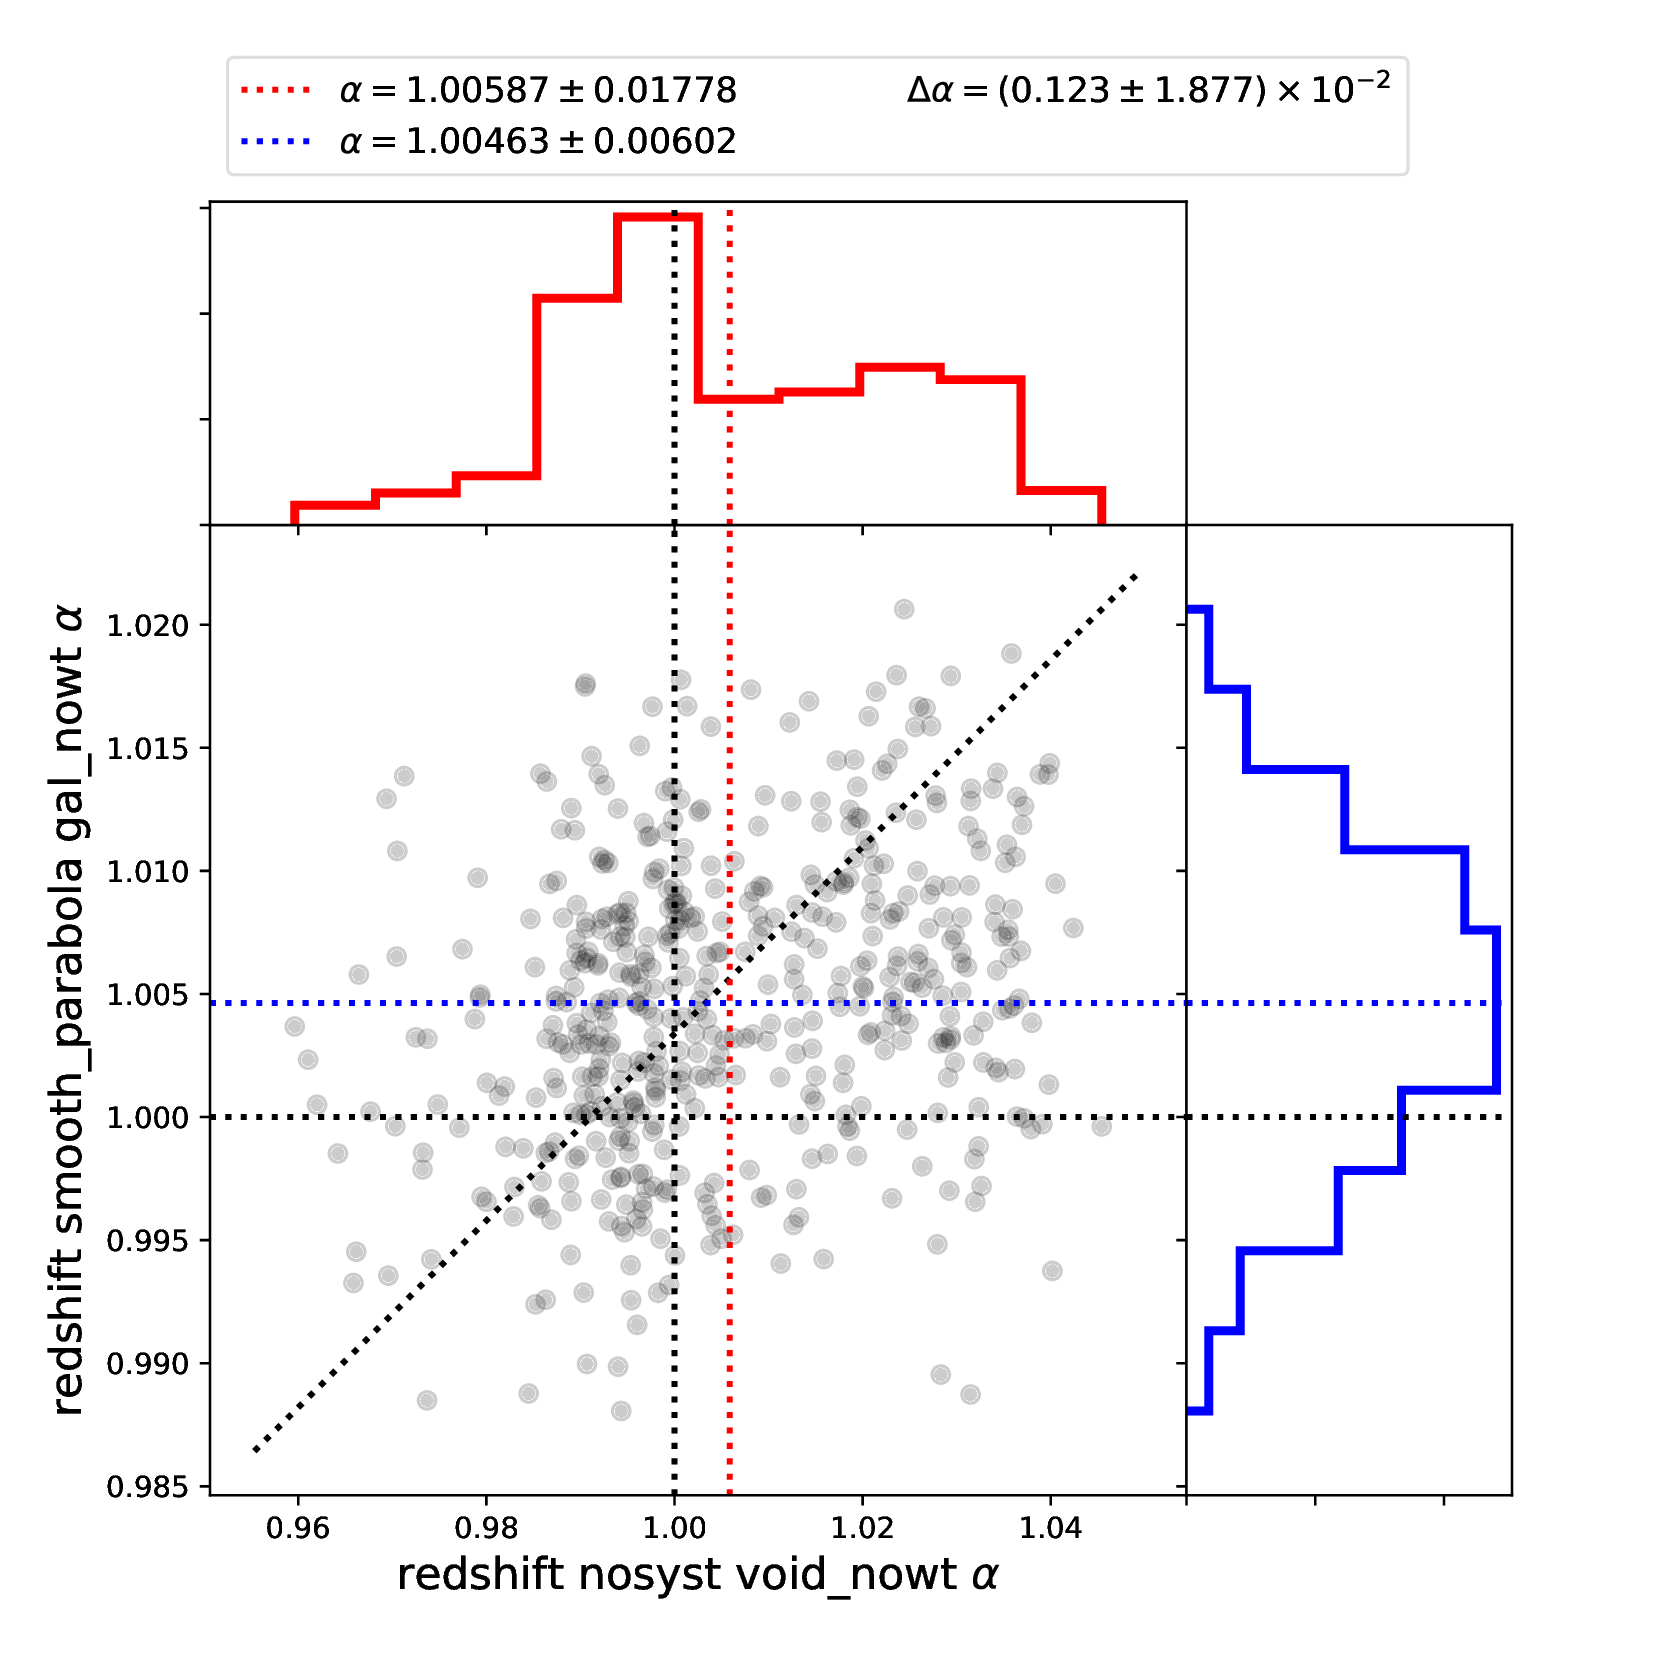 α = 1.00587 ± 0.01778
Δα = (0.123 ± 1.877) × 10⁻²
α = 1.00463 ± 0.00602
redshift smooth_parabola gal_nowt α
1.020
1.015
1.010
1.005
1.000
0.995
0.990
0.985
0.96 0.98 1.00 1.02 1.04
redshift nosyst void_nowt α